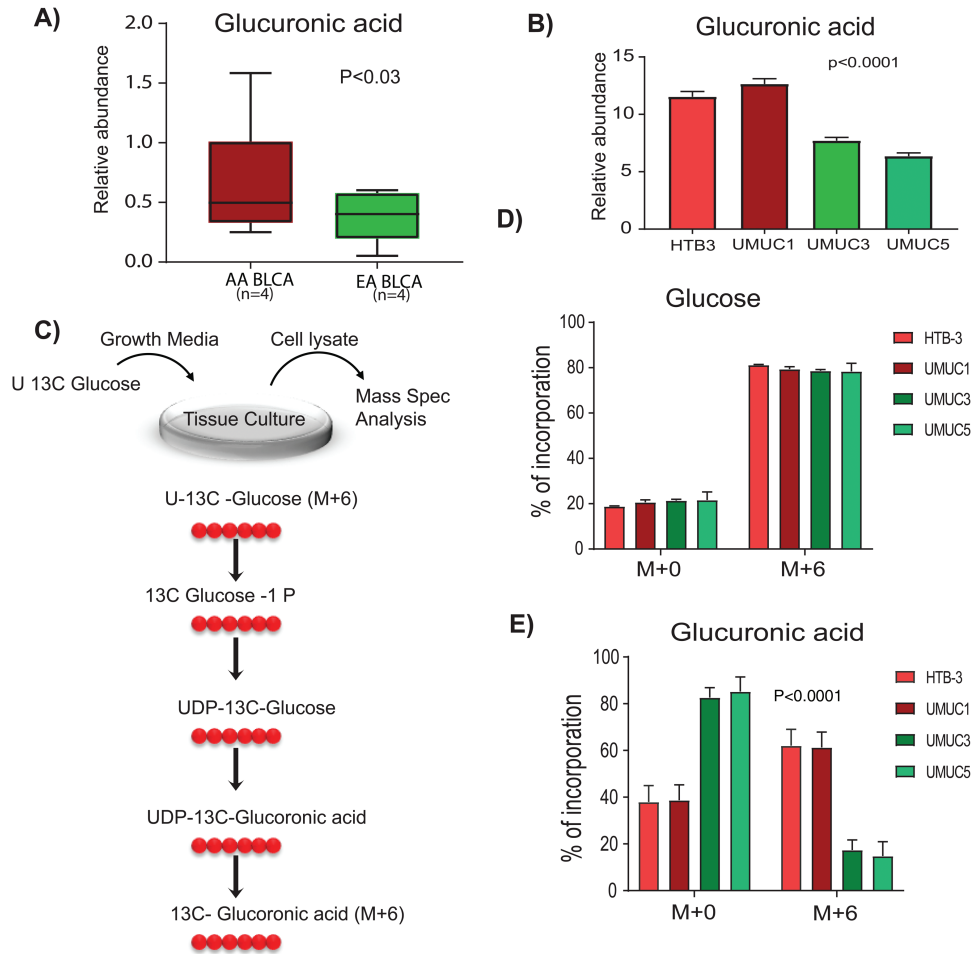 A)
Glucuronic acid
Relative abundance
2.0
1.5
1.0
0.5
0.0
P<0.03
AA BLCA
(n=4)
EA BLCA
(n=4)
B)
Glucuronic acid
Relative abundance
15
10
5
0
p<0.0001
HTB3
UMUC1
UMUC3
UMUC5
C)
Growth Media
Cell lysate
U 13C Glucose
Tissue Culture
Mass Spec
Analysis
U-13C -Glucose (M+6)
13C Glucose -1 P
UDP-13C-Glucose
UDP-13C-Glucoronic acid
13C- Glucoronic acid (M+6)
D)
Glucose
% of incorporation
100
80
60
40
20
0
M+0
M+6
HTB-3
UMUC1
UMUC3
UMUC5
E)
Glucuronic acid
% of incorporation
100
80
60
40
20
0
P<0.0001
M+0
M+6
HTB-3
UMUC1
UMUC3
UMUC5